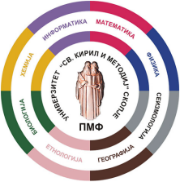 ИНФОРМАТИКА
МАТЕМАТИКА
ФИЗИКА
СЕИЗМОЛОГИЈА
ГЕОГРАФИЈА
ЕТНОЛОГИЈА
БИОЛОГИЈА
ХЕМИЈА
УНИВЕРЗИТЕТ "СВ. КИРИЛ И МЕТОДИЈ" СКОПЈЕ
ПМФ